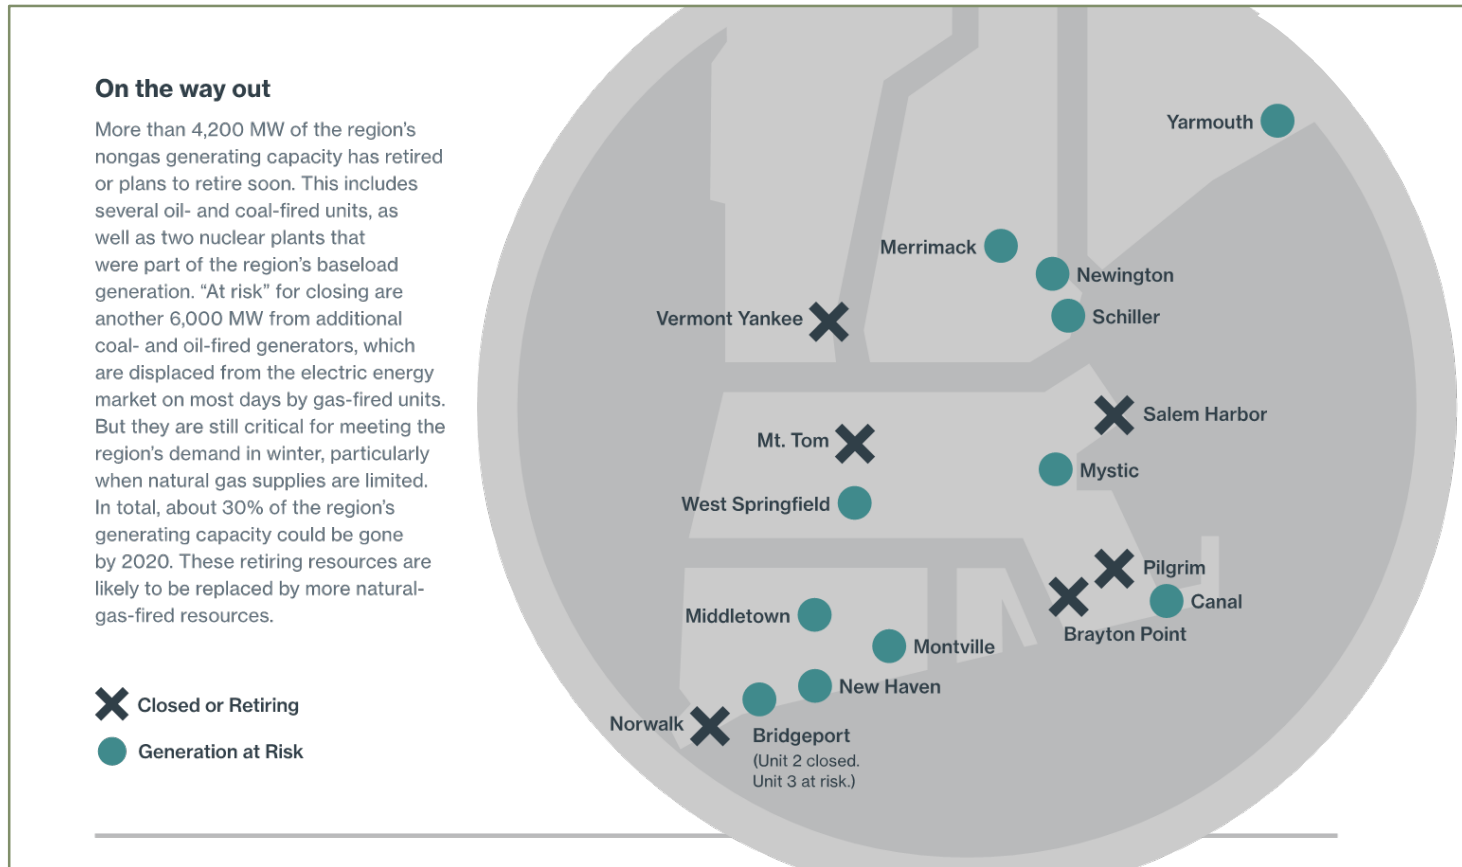 On the way out
More than 4,200 MW of the region's
nongas generating capacity has retired
or plans to retire soon. This includes
several oil- and coal-fired units, as
well as two nuclear plants that
were part of the region's baseload
generation. “At risk” for closing are
another 6,000 MW from additional
coal- and oil-fired generators, which
are displaced from the electric energy
market on most days by gas-fired units.
But they are still critical for meeting the
region's demand in winter, particularly
when natural gas supplies are limited.
In total, about 30% of the region's
generating capacity could be gone
by 2020. These retiring resources are
likely to be replaced by more natural-
gas-fired resources.
Closed or Retiring
Generation at Risk
Yarmouth
Merrimack
Newington
Schiller
Vermont Yankee
Salem Harbor
Mt. Tom
Mystic
West Springfield
Pilgrim
Canal
Brayton Point
Middletown
Montville
New Haven
Norwalk
Bridgeport
(Unit 2 closed.
Unit 3 at risk.)